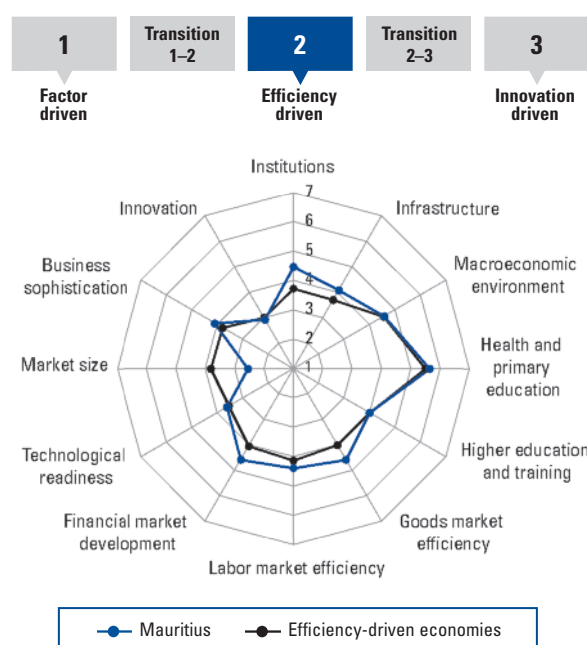 1
Transition
1–2
2
Transition
2–3
3
Factor
driven
Efficiency
driven
Innovation
driven
Institutions
7
6
5
4
3
2
1
Infrastructure
Macroeconomic
environment
Health and
primary
education
Higher education
and training
Goods market
efficiency
Labor market efficiency
Financial market
development
Technological
readiness
Market size
Business
sophistication
Innovation
Mauritius
Efficiency-driven economies